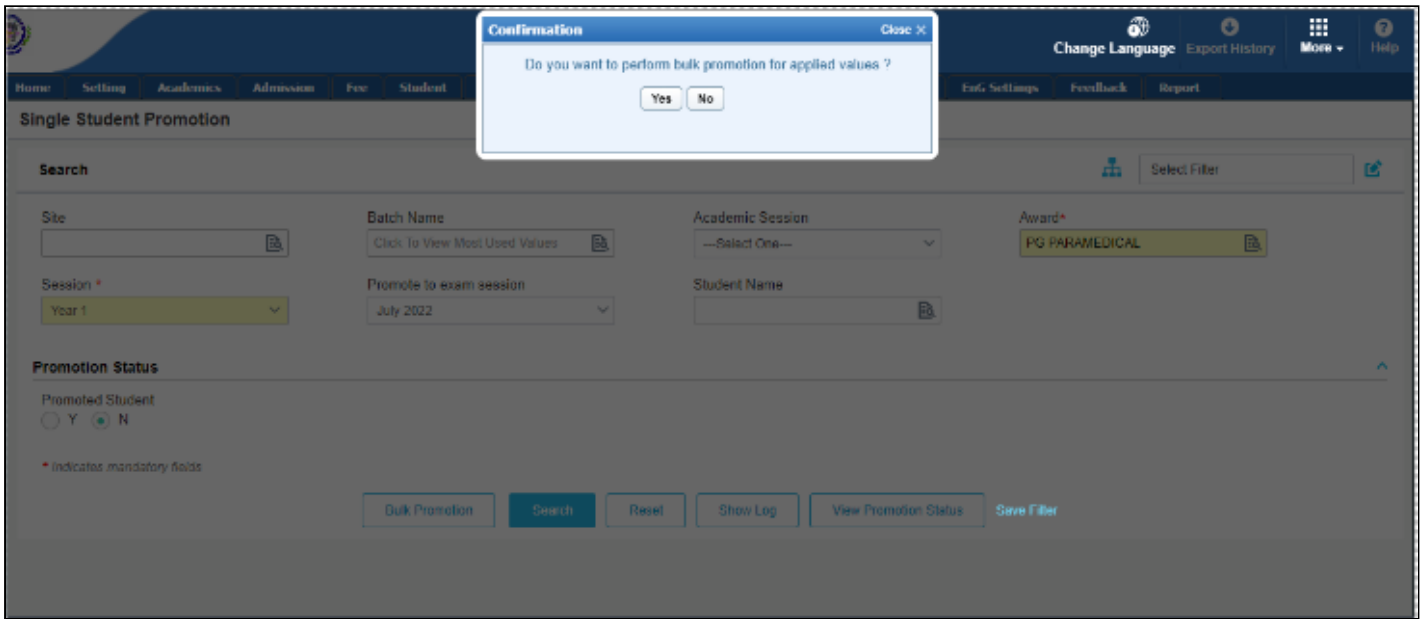 Confirmation Close ×
Do you want to perform bulk promotion for applied values ?
Yes No
Change Language Export History More Help
Home Setting Academics Admission Fee Student EnG Settings Feedback Report
Single Student Promotion
Search Select Filter
Site Batch Name Academic Session Award*
Click To View Most Used Values ---Select One--- PG PARAMEDICAL
Session * Promote to exam session Student Name
Year 1 July 2022
Promotion Status
Promoted Student
Y N
* Indicates mandatory fields
Bulk Promotion Search Reset Show Log View Promotion Status Save Filter